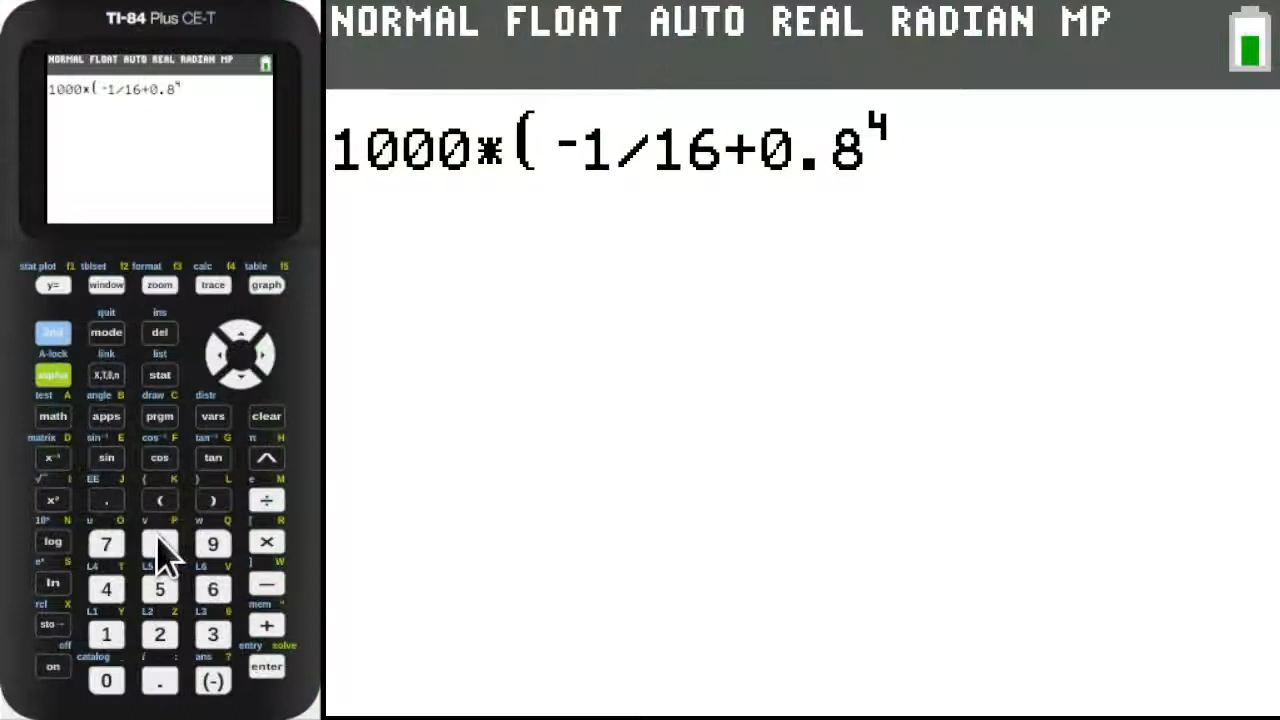 TI-84 Plus CE-T
NORMAL FLOAT AUTO REAL RADIAN MP
1000*(⁻1/16+0.8⁴
NORMAL FLOAT AUTO REAL RADIAN MP
1000*(⁻1/16+0.8⁴
stat plot f1 tblset f2 format f3 calc f4 table f5
y= window zoom trace graph
quit ins
2nd mode del
A-lock link list
alpha X,T,θ,n stat
test A angle B draw C distr
math apps prgm vars clear
matrix D sin⁻¹ E cos⁻¹ F tan⁻¹ G π H
x⁻¹ sin cos tan ^
√ I EE J { K } L e M
x² , ( ) ÷
10ˣ N u O v P w Q [ R
log 7 9 ×
eˣ S L4 T L5 L6 V ] W
ln 4 5 6 −
rcl X L1 Y L2 Z L3 θ mem "
sto→ 1 2 3 +
off catalog _ i : ans ? entry solve
on 0 . (-) enter